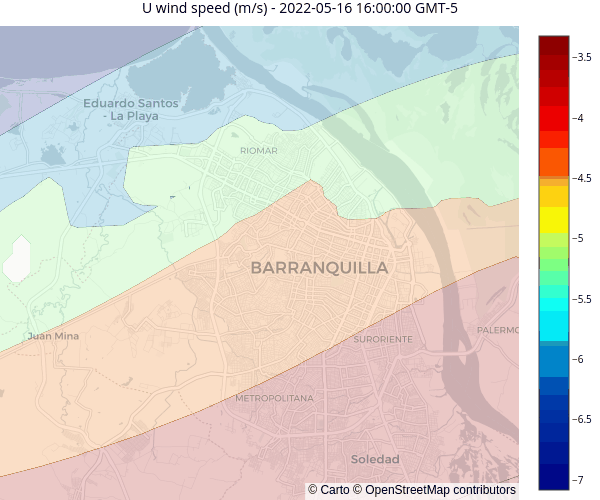 U wind speed (m/s) - 2022-05-16 16:00:00 GMT-5
Eduardo Santos
- La Playa
RIOMAR
BARRANQUILLA
Juan Mina
SURORIENTE
PALERMO
METROPOLITANA
Soledad
© Carto © OpenStreetMap contributors
−3.5
−4
−4.5
−5
−5.5
−6
−6.5
−7